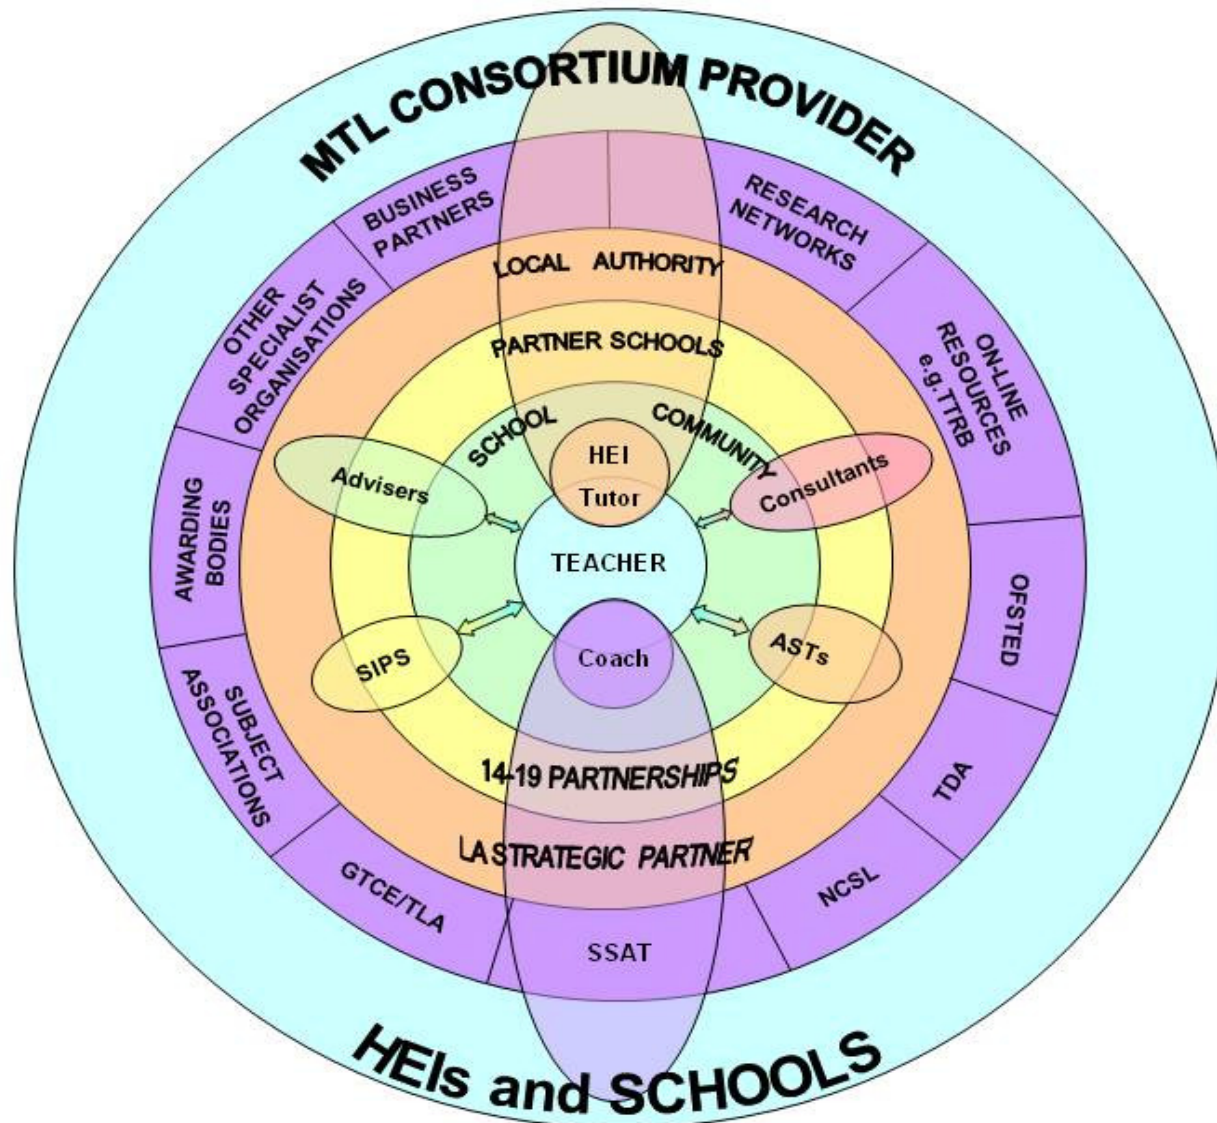 MTL CONSORTIUM PROVIDER
BUSINESS
PARTNERS
RESEARCH
NETWORKS
OTHER
SPECIALIST
ORGANISATIONS
ON-LINE
RESOURCES
e.g.TTRB
LOCAL AUTHORITY
PARTNER SCHOOLS
SCHOOL COMMUNITY
HEI
Tutor
Advisers
Consultants
AWARDING
BODIES
TEACHER
OFSTED
SIPS
Coach
ASTs
SUBJECT
ASSOCIATIONS
14-19 PARTNERSHIPS
TDA
LA STRATEGIC PARTNER
GTCE/TLA
NCSL
SSAT
HEIs and SCHOOLS